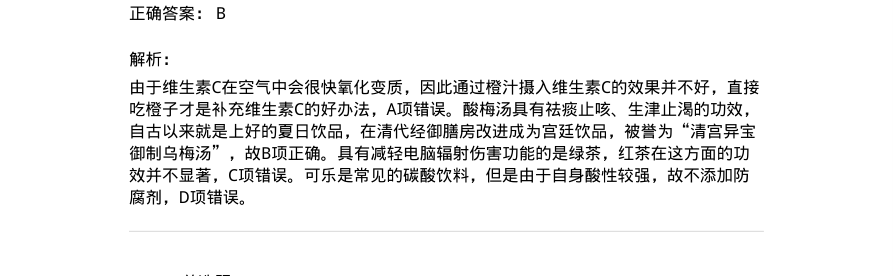 正确答案： B
解析：
由于维生素C在空气中会很快氧化变质，因此通过橙汁摄入维生素C的效果并不好，直接
吃橙子才是补充维生素C的好办法，A项错误。酸梅汤具有祛痰止咳、生津止渴的功效，
自古以来就是上好的夏日饮品，在清代经御膳房改进成为宫廷饮品，被誉为“清宫异宝
御制乌梅汤”，故B项正确。具有减轻电脑辐射伤害功能的是绿茶，红茶在这方面的功
效并不显著，C项错误。可乐是常见的碳酸饮料，但是由于自身酸性较强，故不添加防
腐剂，D项错误。